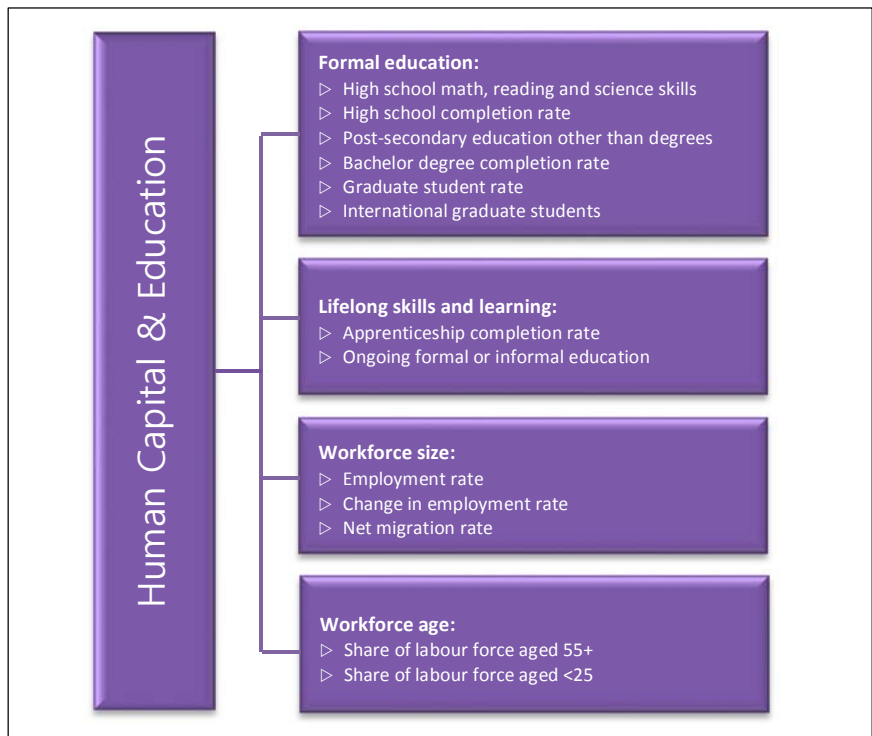 Human Capital & Education
Formal education:
▷ High school math, reading and science skills
▷ High school completion rate
▷ Post-secondary education other than degrees
▷ Bachelor degree completion rate
▷ Graduate student rate
▷ International graduate students
Lifelong skills and learning:
▷ Apprenticeship completion rate
▷ Ongoing formal or informal education
Workforce size:
▷ Employment rate
▷ Change in employment rate
▷ Net migration rate
Workforce age:
▷ Share of labour force aged 55+
▷ Share of labour force aged <25